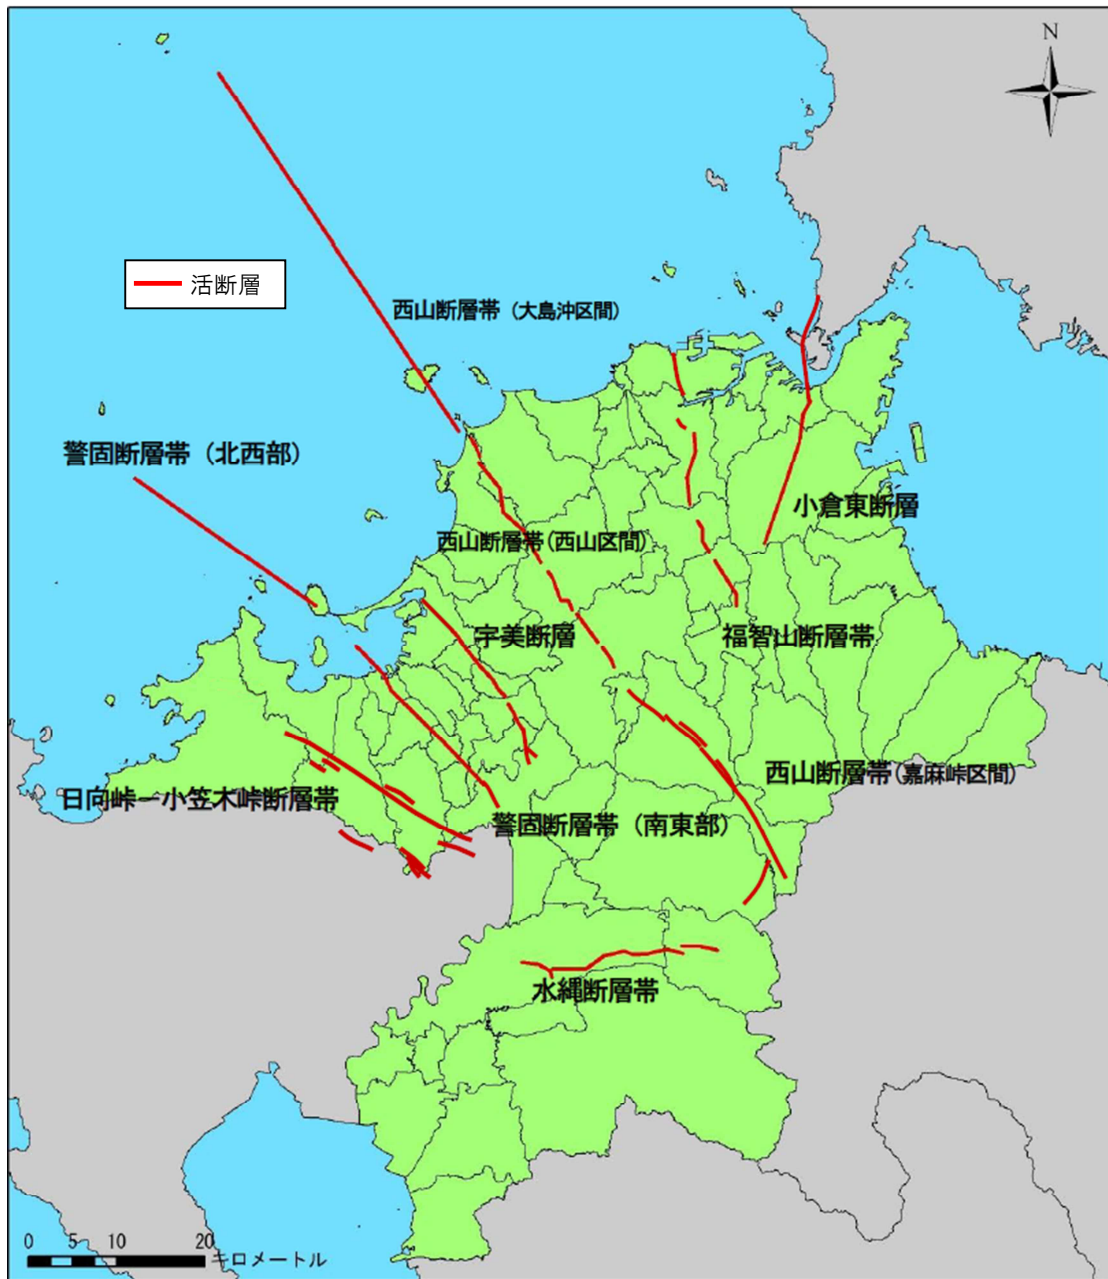 N
活断層
西山断層帯（大島沖区間）
警固断層帯（北西部）
小倉東断層
西山断層帯(西山区間)
宇美断層
福智山断層帯
西山断層帯(嘉麻峠区間)
日向峠－小笠木峠断層帯
警固断層帯（南東部）
水縄断層帯
0 5 10 20
キロメートル